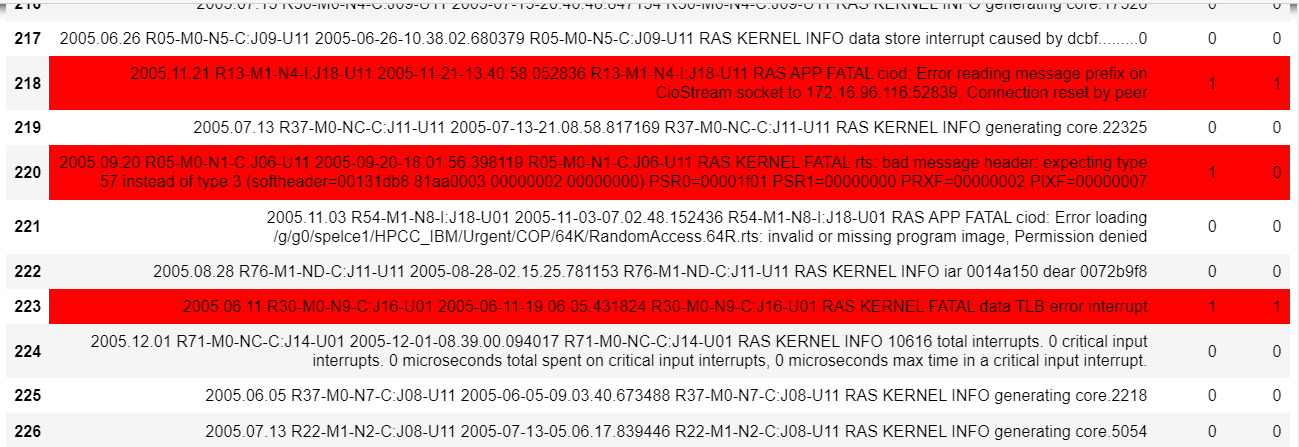 216 2005.07.15 R30-M0-N4-C:J09-U11 2005-07-15-20.40.48.847154 R30-M0-N4-C:J09-U11 RAS KERNEL INFO generating core.17526 0 0
217 2005.06.26 R05-M0-N5-C:J09-U11 2005-06-26-10.38.02.680379 R05-M0-N5-C:J09-U11 RAS KERNEL INFO data store interrupt caused by dcbf.........0 0 0
218 2005.11.21 R13-M1-N4-I:J18-U11 2005-11-21-13.40.58.052836 R13-M1-N4-I:J18-U11 RAS APP FATAL ciod: Error reading message prefix on
CioStream socket to 172.16.96.116:52839, Connection reset by peer 1 1
219 2005.07.13 R37-M0-NC-C:J11-U11 2005-07-13-21.08.58.817169 R37-M0-NC-C:J11-U11 RAS KERNEL INFO generating core.22325 0 0
220 2005.09.20 R05-M0-N1-C:J06-U11 2005-09-20-18.01.56.398119 R05-M0-N1-C:J06-U11 RAS KERNEL FATAL rts: bad message header: expecting type
57 instead of type 3 (softheader=00131db8 81aa0003 00000002 00000000) PSR0=00001f01 PSR1=00000000 PRXF=00000002 PIXF=00000007 1 0
221 2005.11.03 R54-M1-N8-I:J18-U01 2005-11-03-07.02.48.152436 R54-M1-N8-I:J18-U01 RAS APP FATAL ciod: Error loading
/g/g0/spelce1/HPCC_IBM/Urgent/COP/64K/RandomAccess.64R.rts: invalid or missing program image, Permission denied 0 0
222 2005.08.28 R76-M1-ND-C:J11-U11 2005-08-28-02.15.25.781153 R76-M1-ND-C:J11-U11 RAS KERNEL INFO iar 0014a150 dear 0072b9f8 0 0
223 2005.06.11 R30-M0-N9-C:J16-U01 2005-06-11-19.06.05.431824 R30-M0-N9-C:J16-U01 RAS KERNEL FATAL data TLB error interrupt 1 1
224 2005.12.01 R71-M0-NC-C:J14-U01 2005-12-01-08.39.00.094017 R71-M0-NC-C:J14-U01 RAS KERNEL INFO 10616 total interrupts. 0 critical input
interrupts. 0 microseconds total spent on critical input interrupts, 0 microseconds max time in a critical input interrupt. 0 0
225 2005.06.05 R37-M0-N7-C:J08-U11 2005-06-05-09.03.40.673488 R37-M0-N7-C:J08-U11 RAS KERNEL INFO generating core.2218 0 0
226 2005.07.13 R22-M1-N2-C:J08-U11 2005-07-13-05.06.17.839446 R22-M1-N2-C:J08-U11 RAS KERNEL INFO generating core.5054 0 0